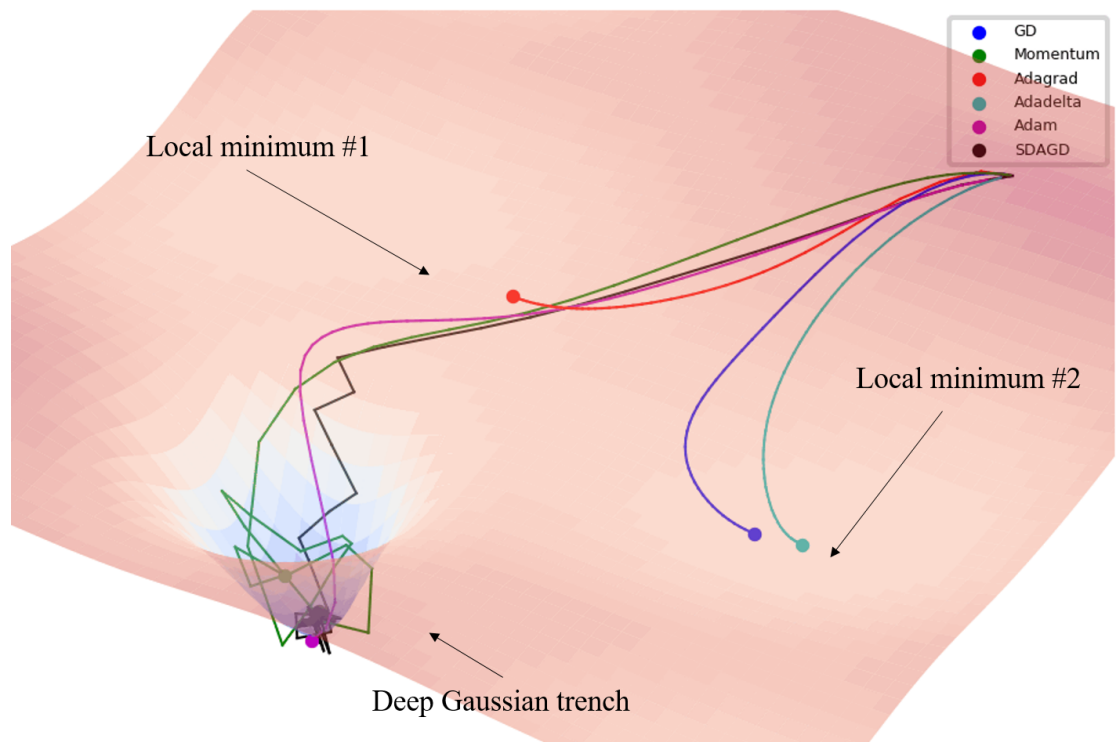 GD
Momentum
Adagrad
Adadelta
Adam
SDAGD
Local minimum #1
Local minimum #2
Deep Gaussian trench